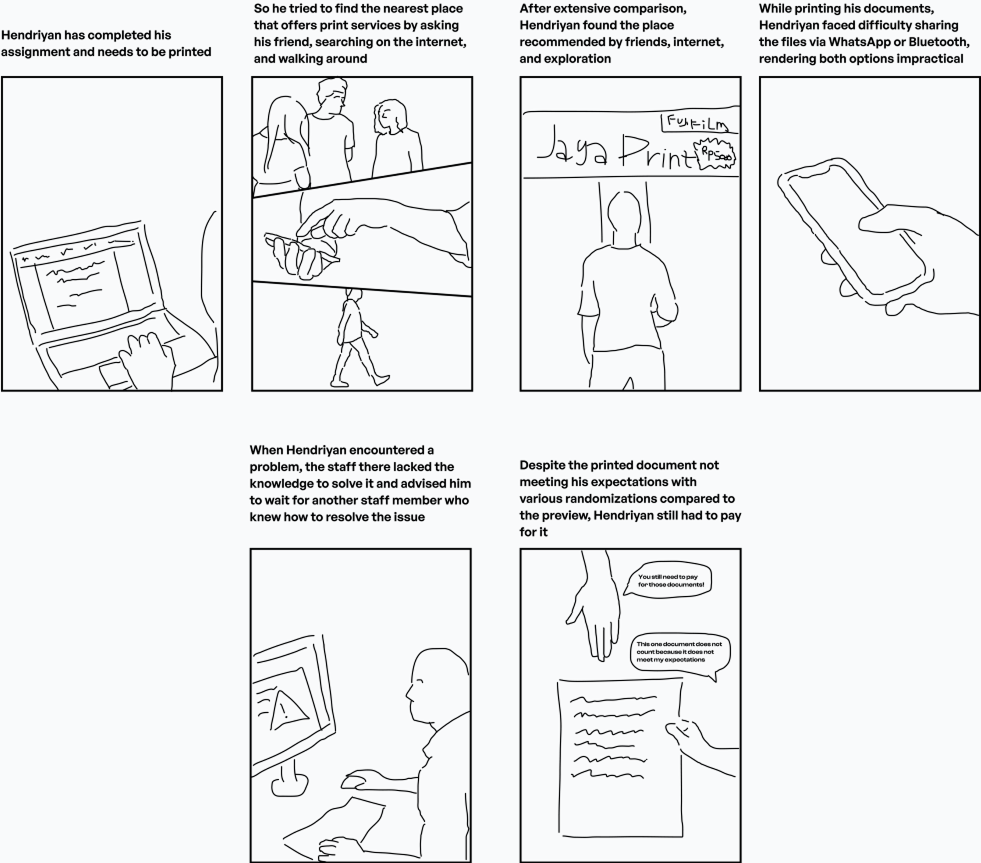 Hendriyan has completed his
assignment and needs to be printed
So he tried to find the nearest place
that offers print services by asking
his friend, searching on the internet,
and walking around
After extensive comparison,
Hendriyan found the place
recommended by friends, internet,
and exploration
While printing his documents,
Hendriyan faced difficulty sharing
the files via WhatsApp or Bluetooth,
rendering both options impractical
FUJiFiLm
Jaya Print
Rp500
When Hendriyan encountered a
problem, the staff there lacked the
knowledge to solve it and advised him
to wait for another staff member who
knew how to resolve the issue
Despite the printed document not
meeting his expectations with
various randomizations compared to
the preview, Hendriyan still had to pay
for it
!
You still need to pay
for those documents!
This one document does not
count because it does not
meet my expectations